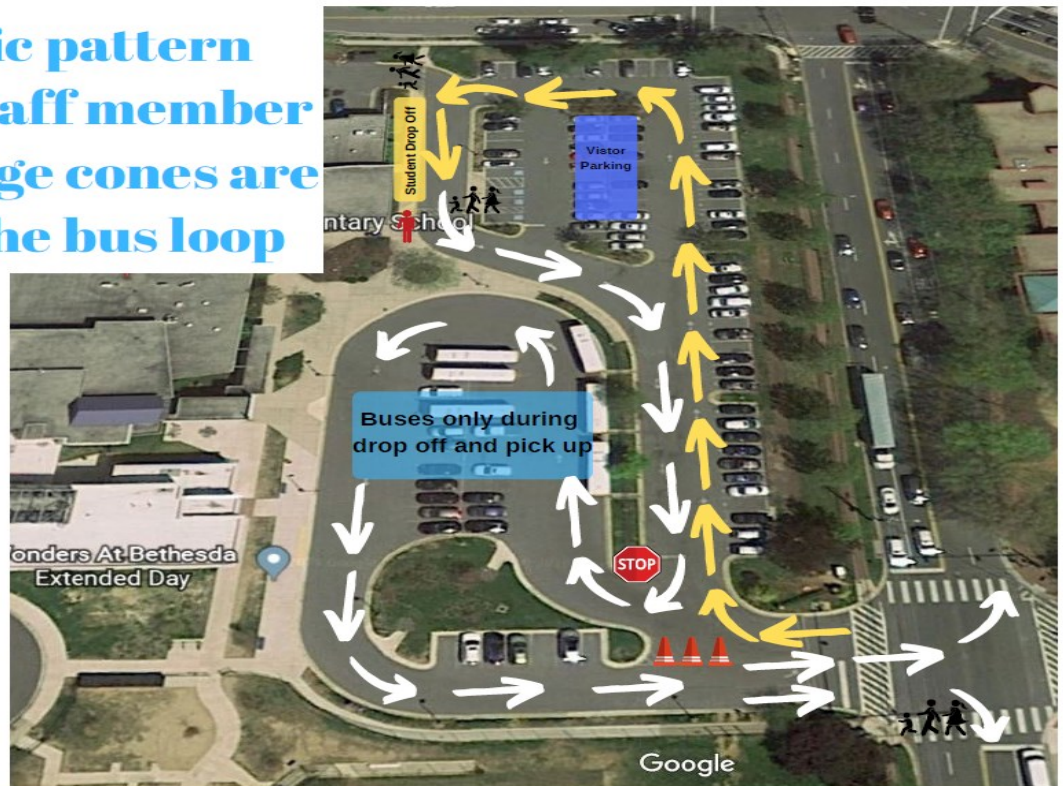 ic pattern
aff member
ge cones are
he bus loop
Student Drop Off
Vistor
Parking
ntary School
Buses only during
drop off and pick up
STOP
onders At Bethesda
Extended Day
Google